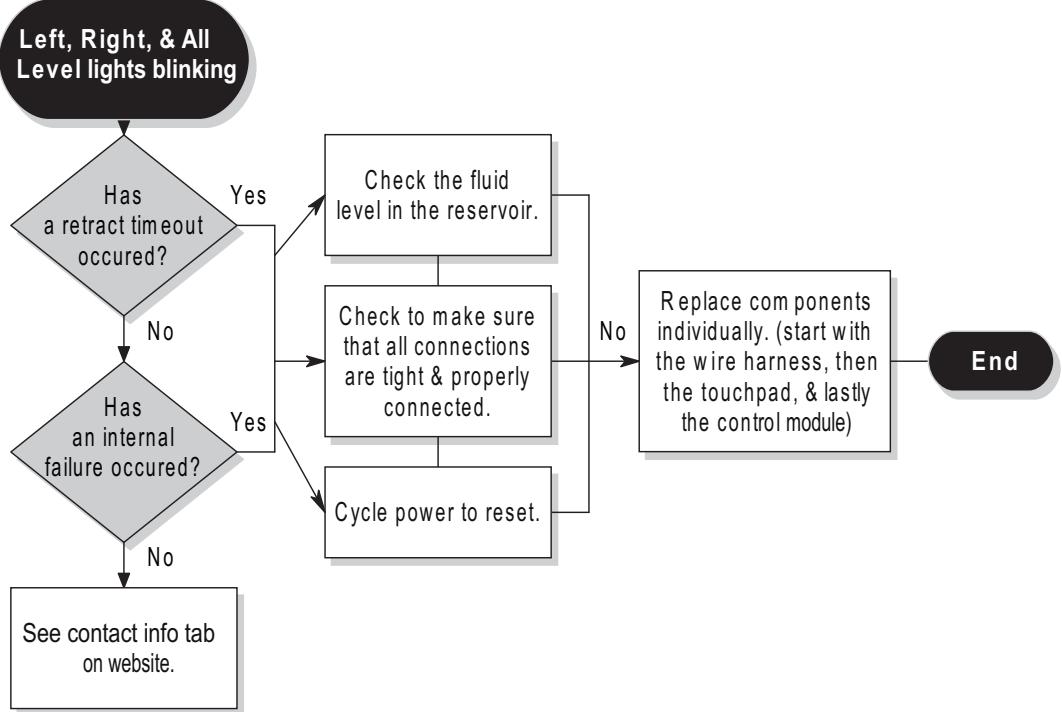 Left, Right, & All
Level lights blinking
Has
a retract timeout
occured?
Yes
No
Has
an internal
failure occured?
Yes
No
See contact info tab
on website.
Check the fluid
level in the reservoir.
Check to make sure
that all connections
are tight & properly
connected.
Cycle power to reset.
No
Replace components
individually. (start with
the wire harness, then
the touchpad, & lastly
the control module)
End